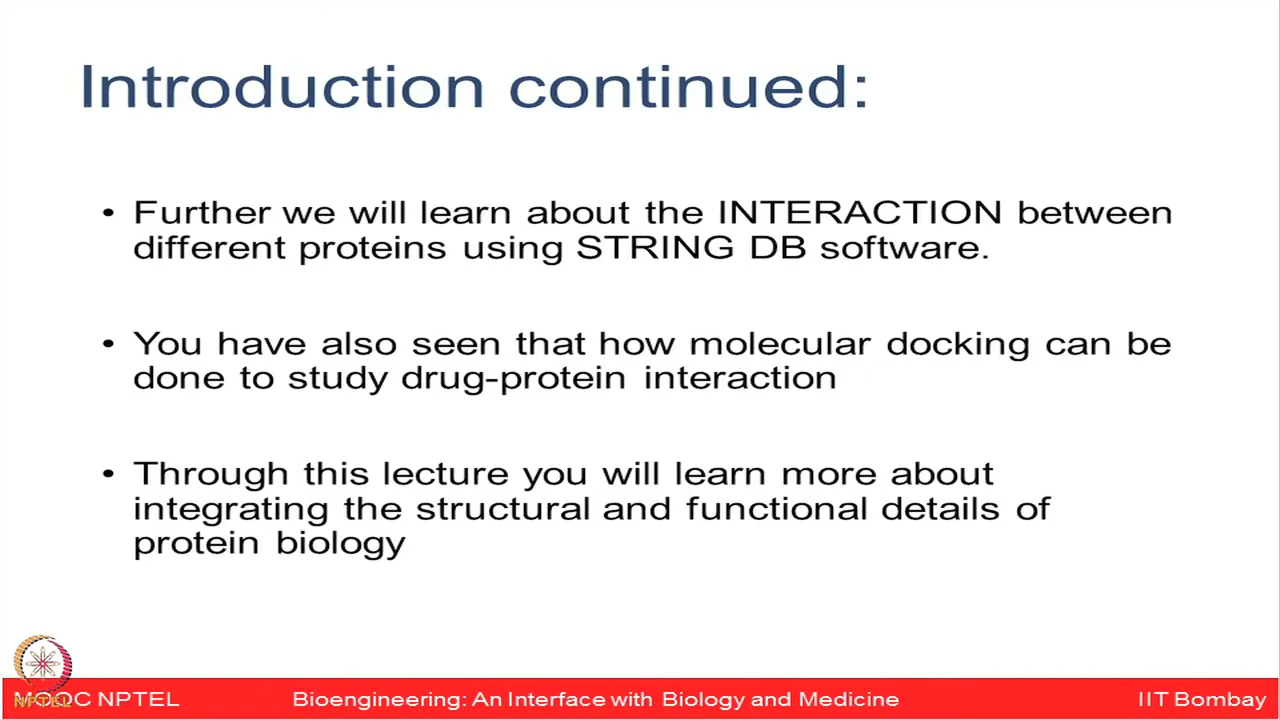 Introduction continued:
• Further we will learn about the INTERACTION between
different proteins using STRING DB software.
• You have also seen that how molecular docking can be
done to study drug-protein interaction
• Through this lecture you will learn more about
integrating the structural and functional details of
protein biology
MOOC NPTEL Bioengineering: An Interface with Biology and Medicine IIT Bombay
NPTEL